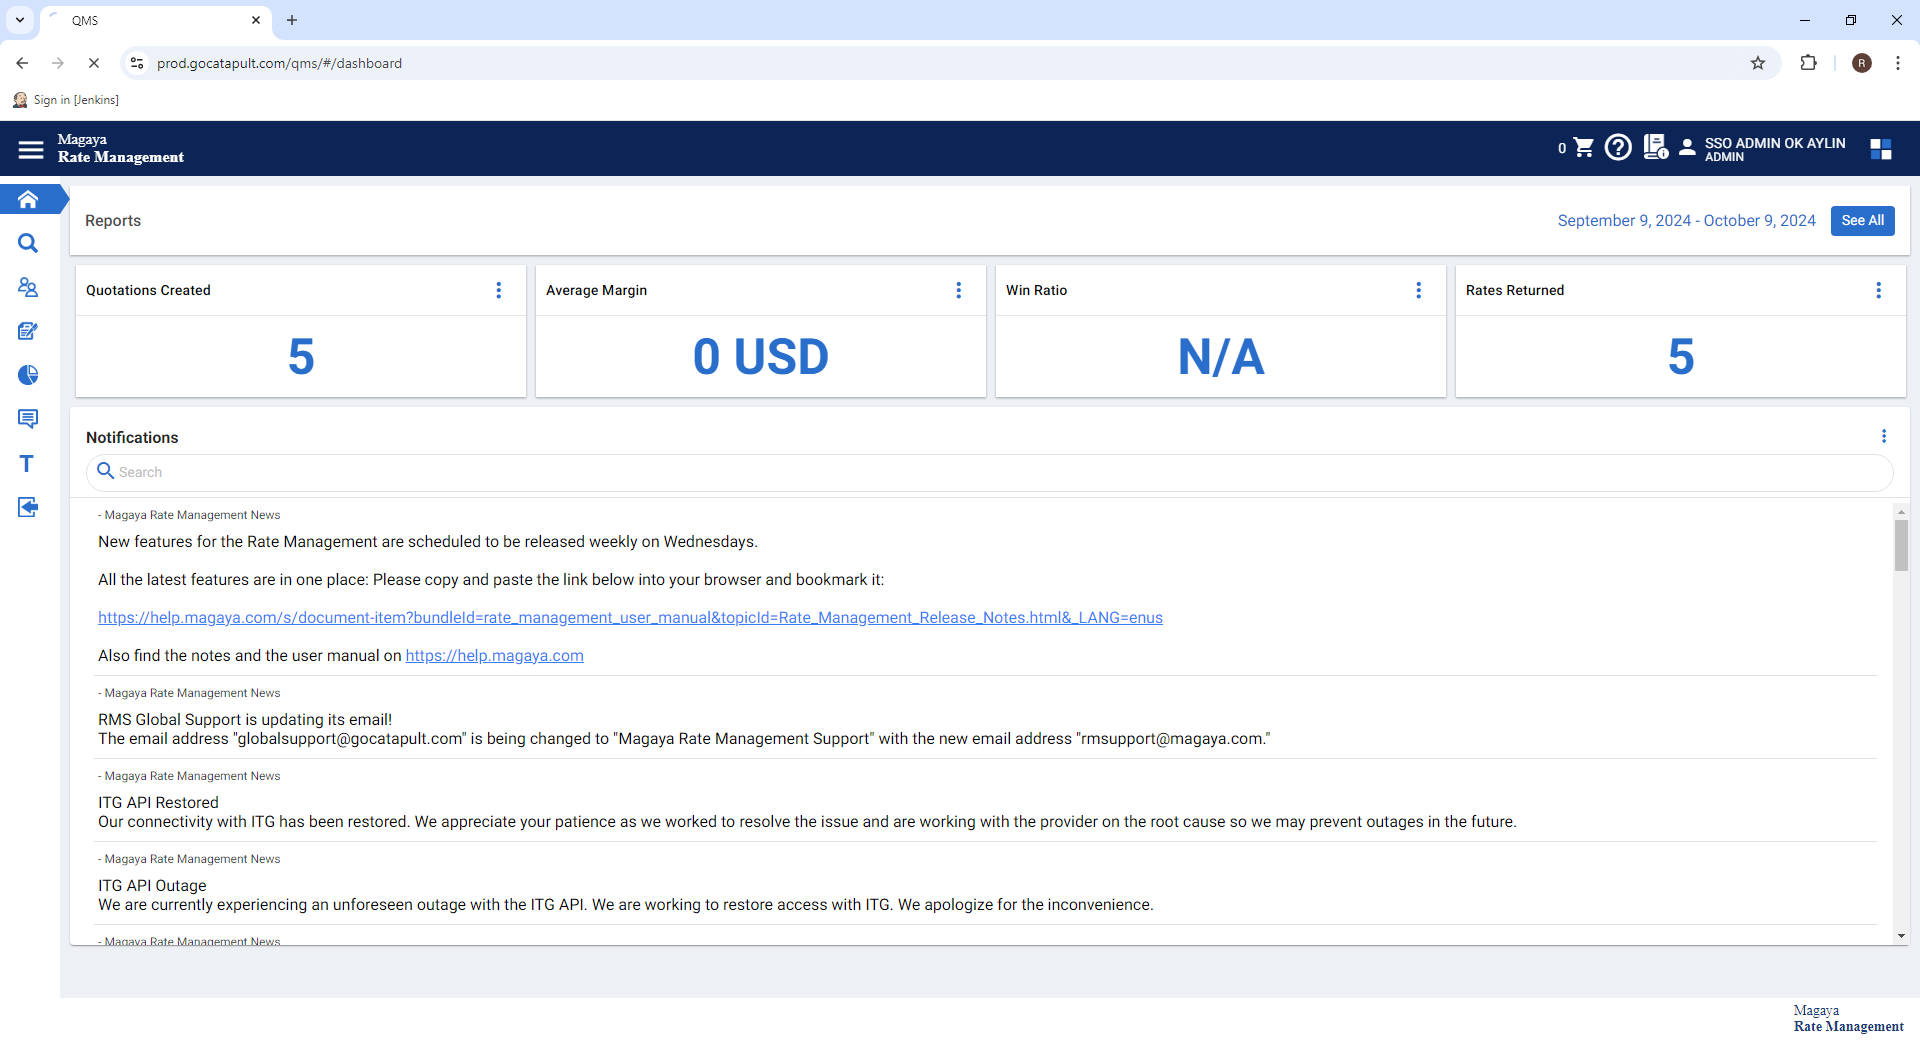 QMS
prod.gocatapult.com/qms/#/dashboard
R
Sign in [Jenkins]
Magaya
Rate Management
0
SSO ADMIN OK AYLIN
ADMIN
Reports
September 9, 2024 - October 9, 2024
See All
Quotations Created
Average Margin
Win Ratio
Rates Returned
5
0 USD
N/A
5
Notifications
Search
T
- Magaya Rate Management News
New features for the Rate Management are scheduled to be released weekly on Wednesdays.
All the latest features are in one place: Please copy and paste the link below into your browser and bookmark it:
https://help.magaya.com/s/document-item?bundleId=rate_management_user_manual&topicId=Rate_Management_Release_Notes.html&_LANG=enus
Also find the notes and the user manual on https://help.magaya.com
- Magaya Rate Management News
RMS Global Support is updating its email!
The email address "globalsupport@gocatapult.com" is being changed to "Magaya Rate Management Support" with the new email address "rmsupport@magaya.com."
- Magaya Rate Management News
ITG API Restored
Our connectivity with ITG has been restored. We appreciate your patience as we worked to resolve the issue and are working with the provider on the root cause so we may prevent outages in the future.
- Magaya Rate Management News
ITG API Outage
We are currently experiencing an unforeseen outage with the ITG API. We are working to restore access with ITG. We apologize for the inconvenience.
- Magaya Rate Management News
Magaya
Rate Management